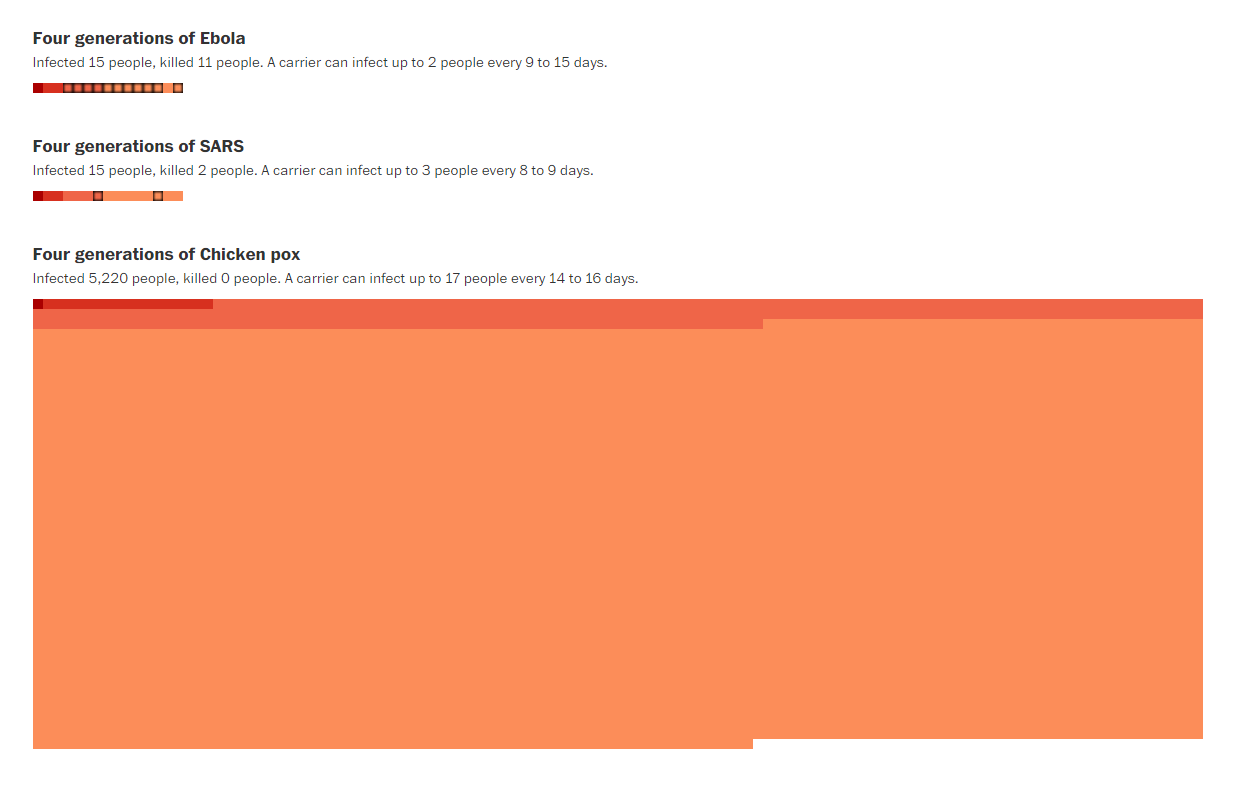 Four generations of Ebola
Infected 15 people, killed 11 people. A carrier can infect up to 2 people every 9 to 15 days.
Four generations of SARS
Infected 15 people, killed 2 people. A carrier can infect up to 3 people every 8 to 9 days.
Four generations of Chicken pox
Infected 5,220 people, killed 0 people. A carrier can infect up to 17 people every 14 to 16 days.